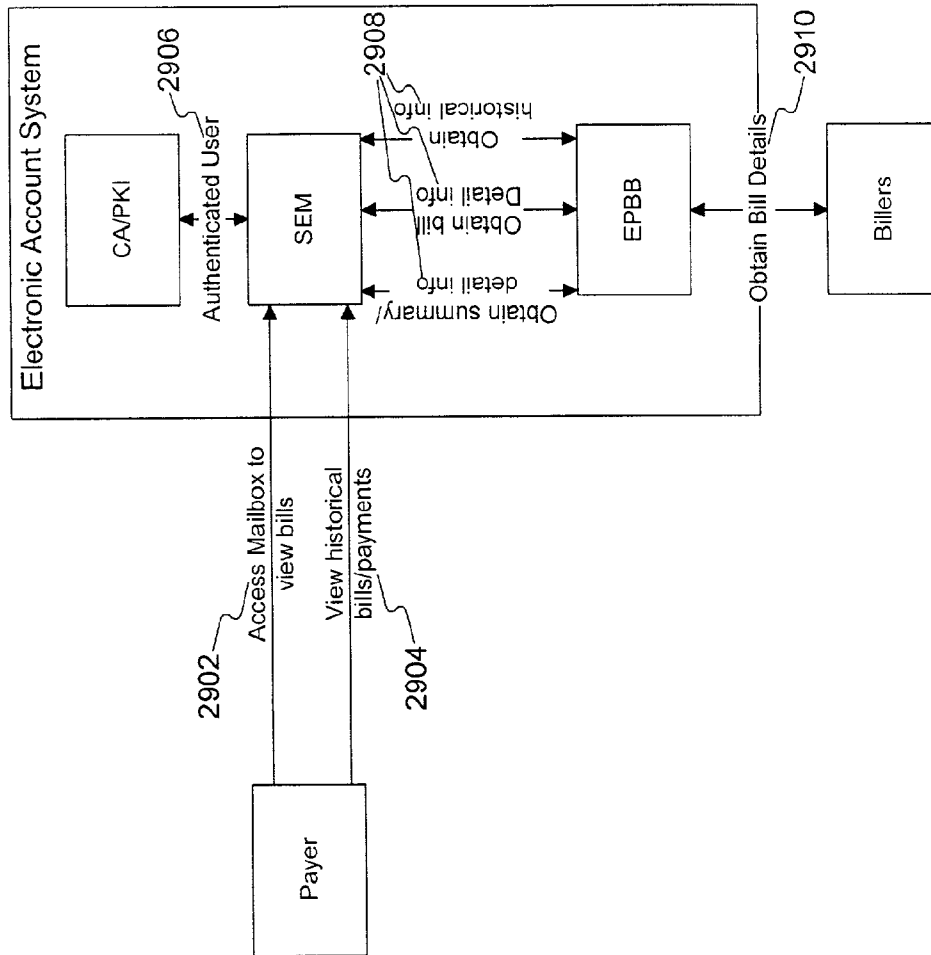 Electronic Account System
CA/PKI
2906
Authenticated User
SEM
2908
Obtain
historical info
Obtain bill
Detail info
Obtain summary/
detail info
EPBB
2910
Obtain Bill Details
Billers
2902
Access Mailbox to
view bills
View historical
bills/payments
2904
Payer